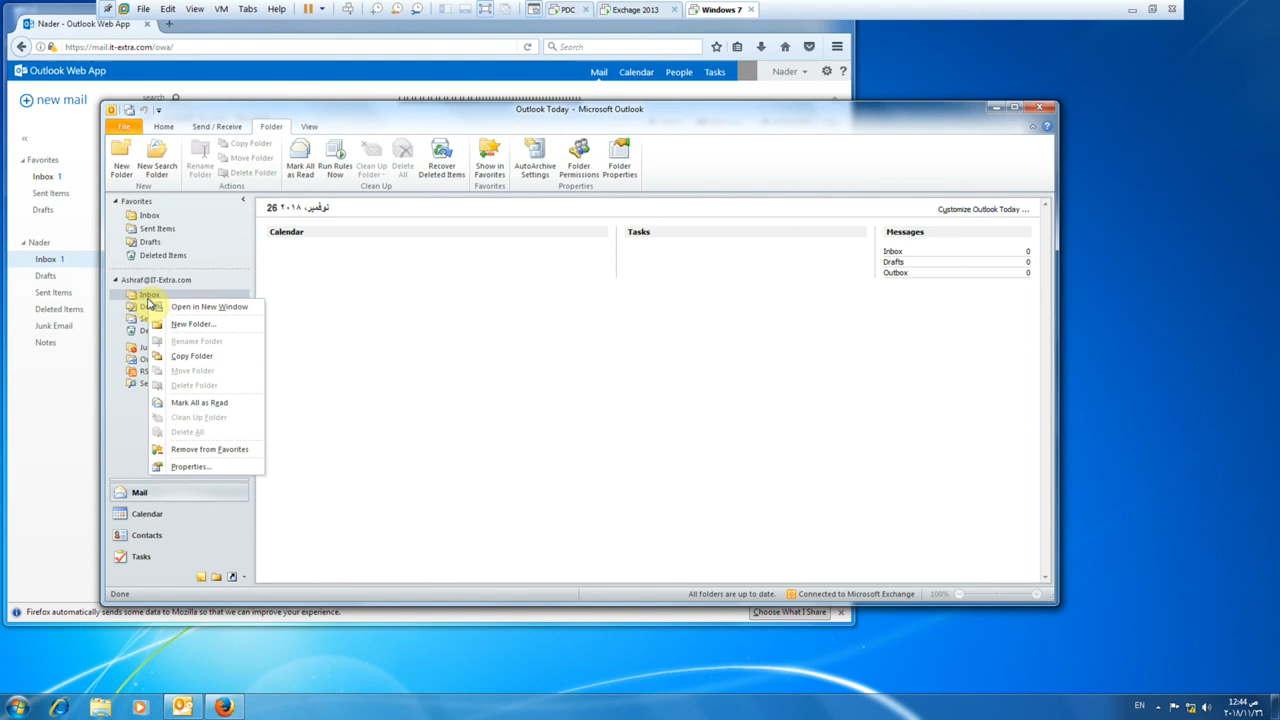 File Edit View VM Tabs Help PDC Exchage 2013 Windows 7
Nader - Outlook Web App
https://mail.it-extra.com/owa/ Search
Outlook Web App Mail Calendar People Tasks Nader ?
new mail
Favorites
Inbox 1
Sent Items
Drafts
Nader
Inbox 1
Drafts
Sent Items
Deleted Items
Junk Email
Notes
Outlook Today - Microsoft Outlook
File Home Send / Receive Folder View
New Folder
New Search Folder
New
Rename Folder
Copy Folder
Move Folder
Delete Folder
Actions
Mark All as Read
Run Rules Now
Clean Up Folder
Delete All
Clean Up
Recover Deleted Items
Show in Favorites
Favorites
AutoArchive Settings
Folder Permissions
Folder Properties
Properties
Favorites
Inbox
Sent Items
Drafts
Deleted Items
Ashraf@IT-Extra.com
Inbox
Open in New Window
New Folder...
Rename Folder
Copy Folder
Move Folder
Delete Folder
Mark All as Read
Clean Up Folder
Delete All
Remove from Favorites
Properties...
Mail
Calendar
Contacts
Tasks
26 نوفمبر، ٢٠١٨
Customize Outlook Today ...
Calendar Tasks Messages
Inbox 0
Drafts 0
Outbox 0
Done All folders are up to date. Connected to Microsoft Exchange 100%
Firefox automatically sends some data to Mozilla so that we can improve your experience. Choose What I Share
EN
12:44 ص
٢٠١٨/١١/٢٦